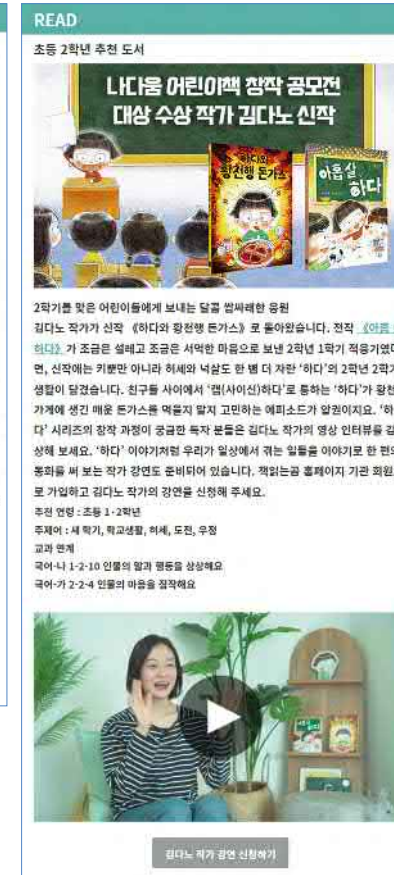 READ
초등 2학년 추천 도서
나다움 어린이책 창작 공모전
대상 수상 작가 김다노 신작
하다와
황천행 돈가스
아홉 살
하다
2학기를 맞은 어린이들에게 보내는 달콤 쌉싸래한 응원
김다노 작가가 신작 《하다와 황천행 돈가스》로 돌아왔습니다. 전작 《아홉
하다》가 조금은 설레고 조금은 서먹한 마음으로 보낸 2학년 1학기 적응기였다
면, 신작에는 키뿐만 아니라 허세와 넉살도 한 뼘 더 자란 ‘하다’의 2학년 2학기
생활이 담겼습니다. 친구들 사이에서 ‘캡(사이신)하다’로 통하는 ‘하다’가 황천
가게에 생긴 매운 돈가스를 먹을지 말지 고민하는 에피소드가 압권이지요. ‘하
다’ 시리즈의 창작 과정이 궁금한 독자 분들은 김다노 작가의 영상 인터뷰를 감
상해 보세요. ‘하다’ 이야기처럼 우리가 일상에서 겪는 일들을 이야기로 한 편의
동화를 써 보는 작가 강연도 준비되어 있습니다. 책읽는곰 홈페이지 기관 회원
로 가입하고 김다노 작가의 강연을 신청해 주세요.
추천 연령 : 초등 1·2학년
주제어 : 새 학기, 학교생활, 허세, 도전, 우정
교과 연계
국어-나 1-2-10 인물의 말과 행동을 상상해요
국어-가 2-2-4 인물의 마음을 짐작해요
김다노 작가 강연 신청하기